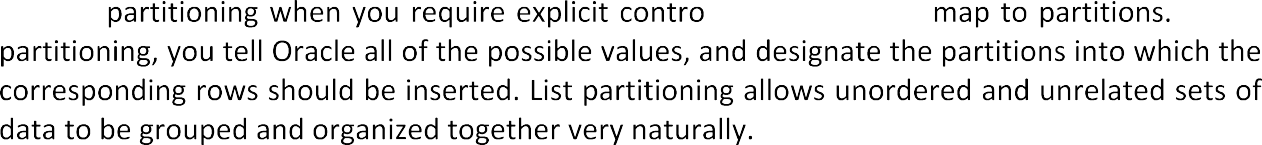 partitioning when you require explicit contro map to partitions.
partitioning, you tell Oracle all of the possible values, and designate the partitions into which the
corresponding rows should be inserted. List partitioning allows unordered and unrelated sets of
data to be grouped and organized together very naturally.